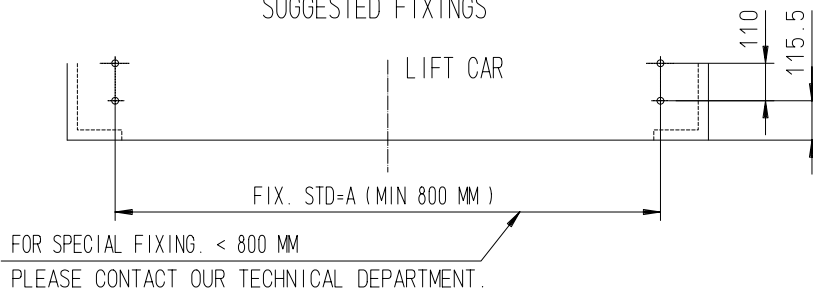 SUGGESTED FIXINGS
LIFT CAR
110
115.5
FIX. STD=A (MIN 800 MM)
FOR SPECIAL FIXING. < 800 MM
PLEASE CONTACT OUR TECHNICAL DEPARTMENT.